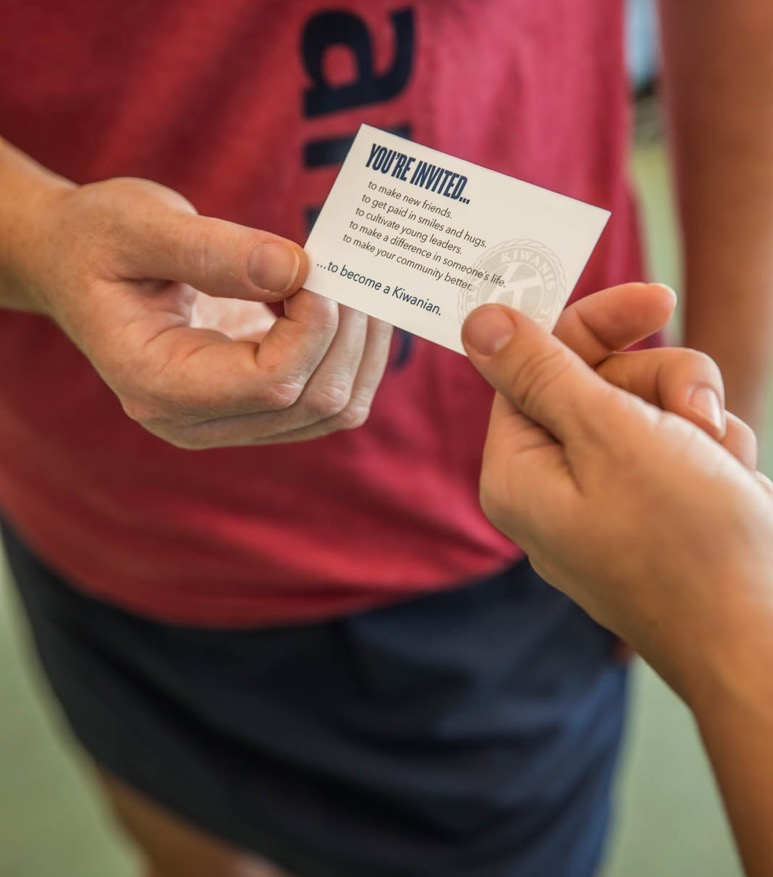 YOU'RE INVITED...
to make new friends.
to get paid in smiles and hugs.
to cultivate young leaders.
to make a difference in someone's life.
to make your community better.
...to become a Kiwanian.
KIWANIS